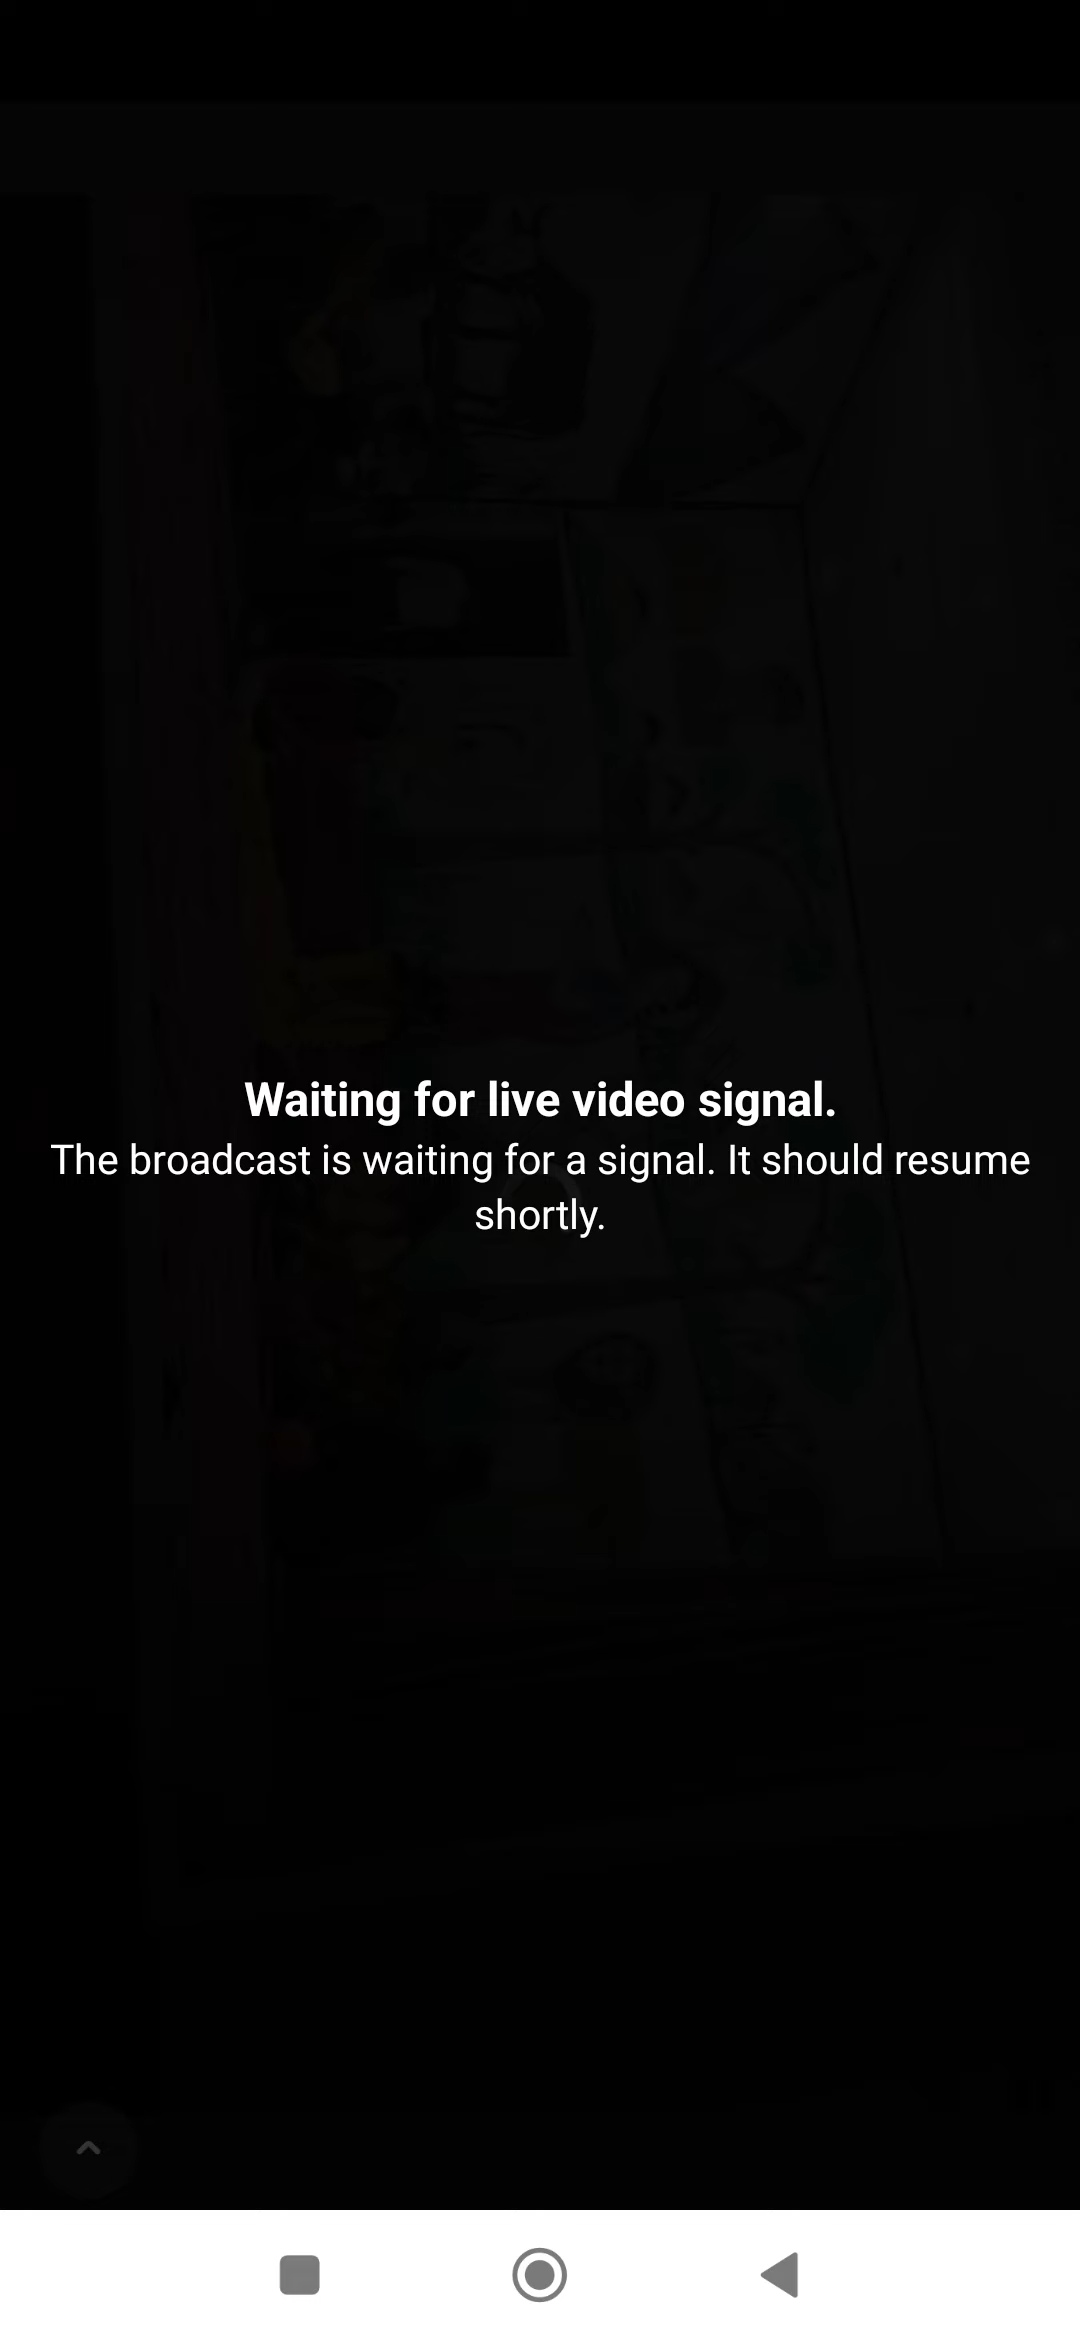 Waiting for live video signal.
The broadcast is waiting for a signal. It should resume
shortly.